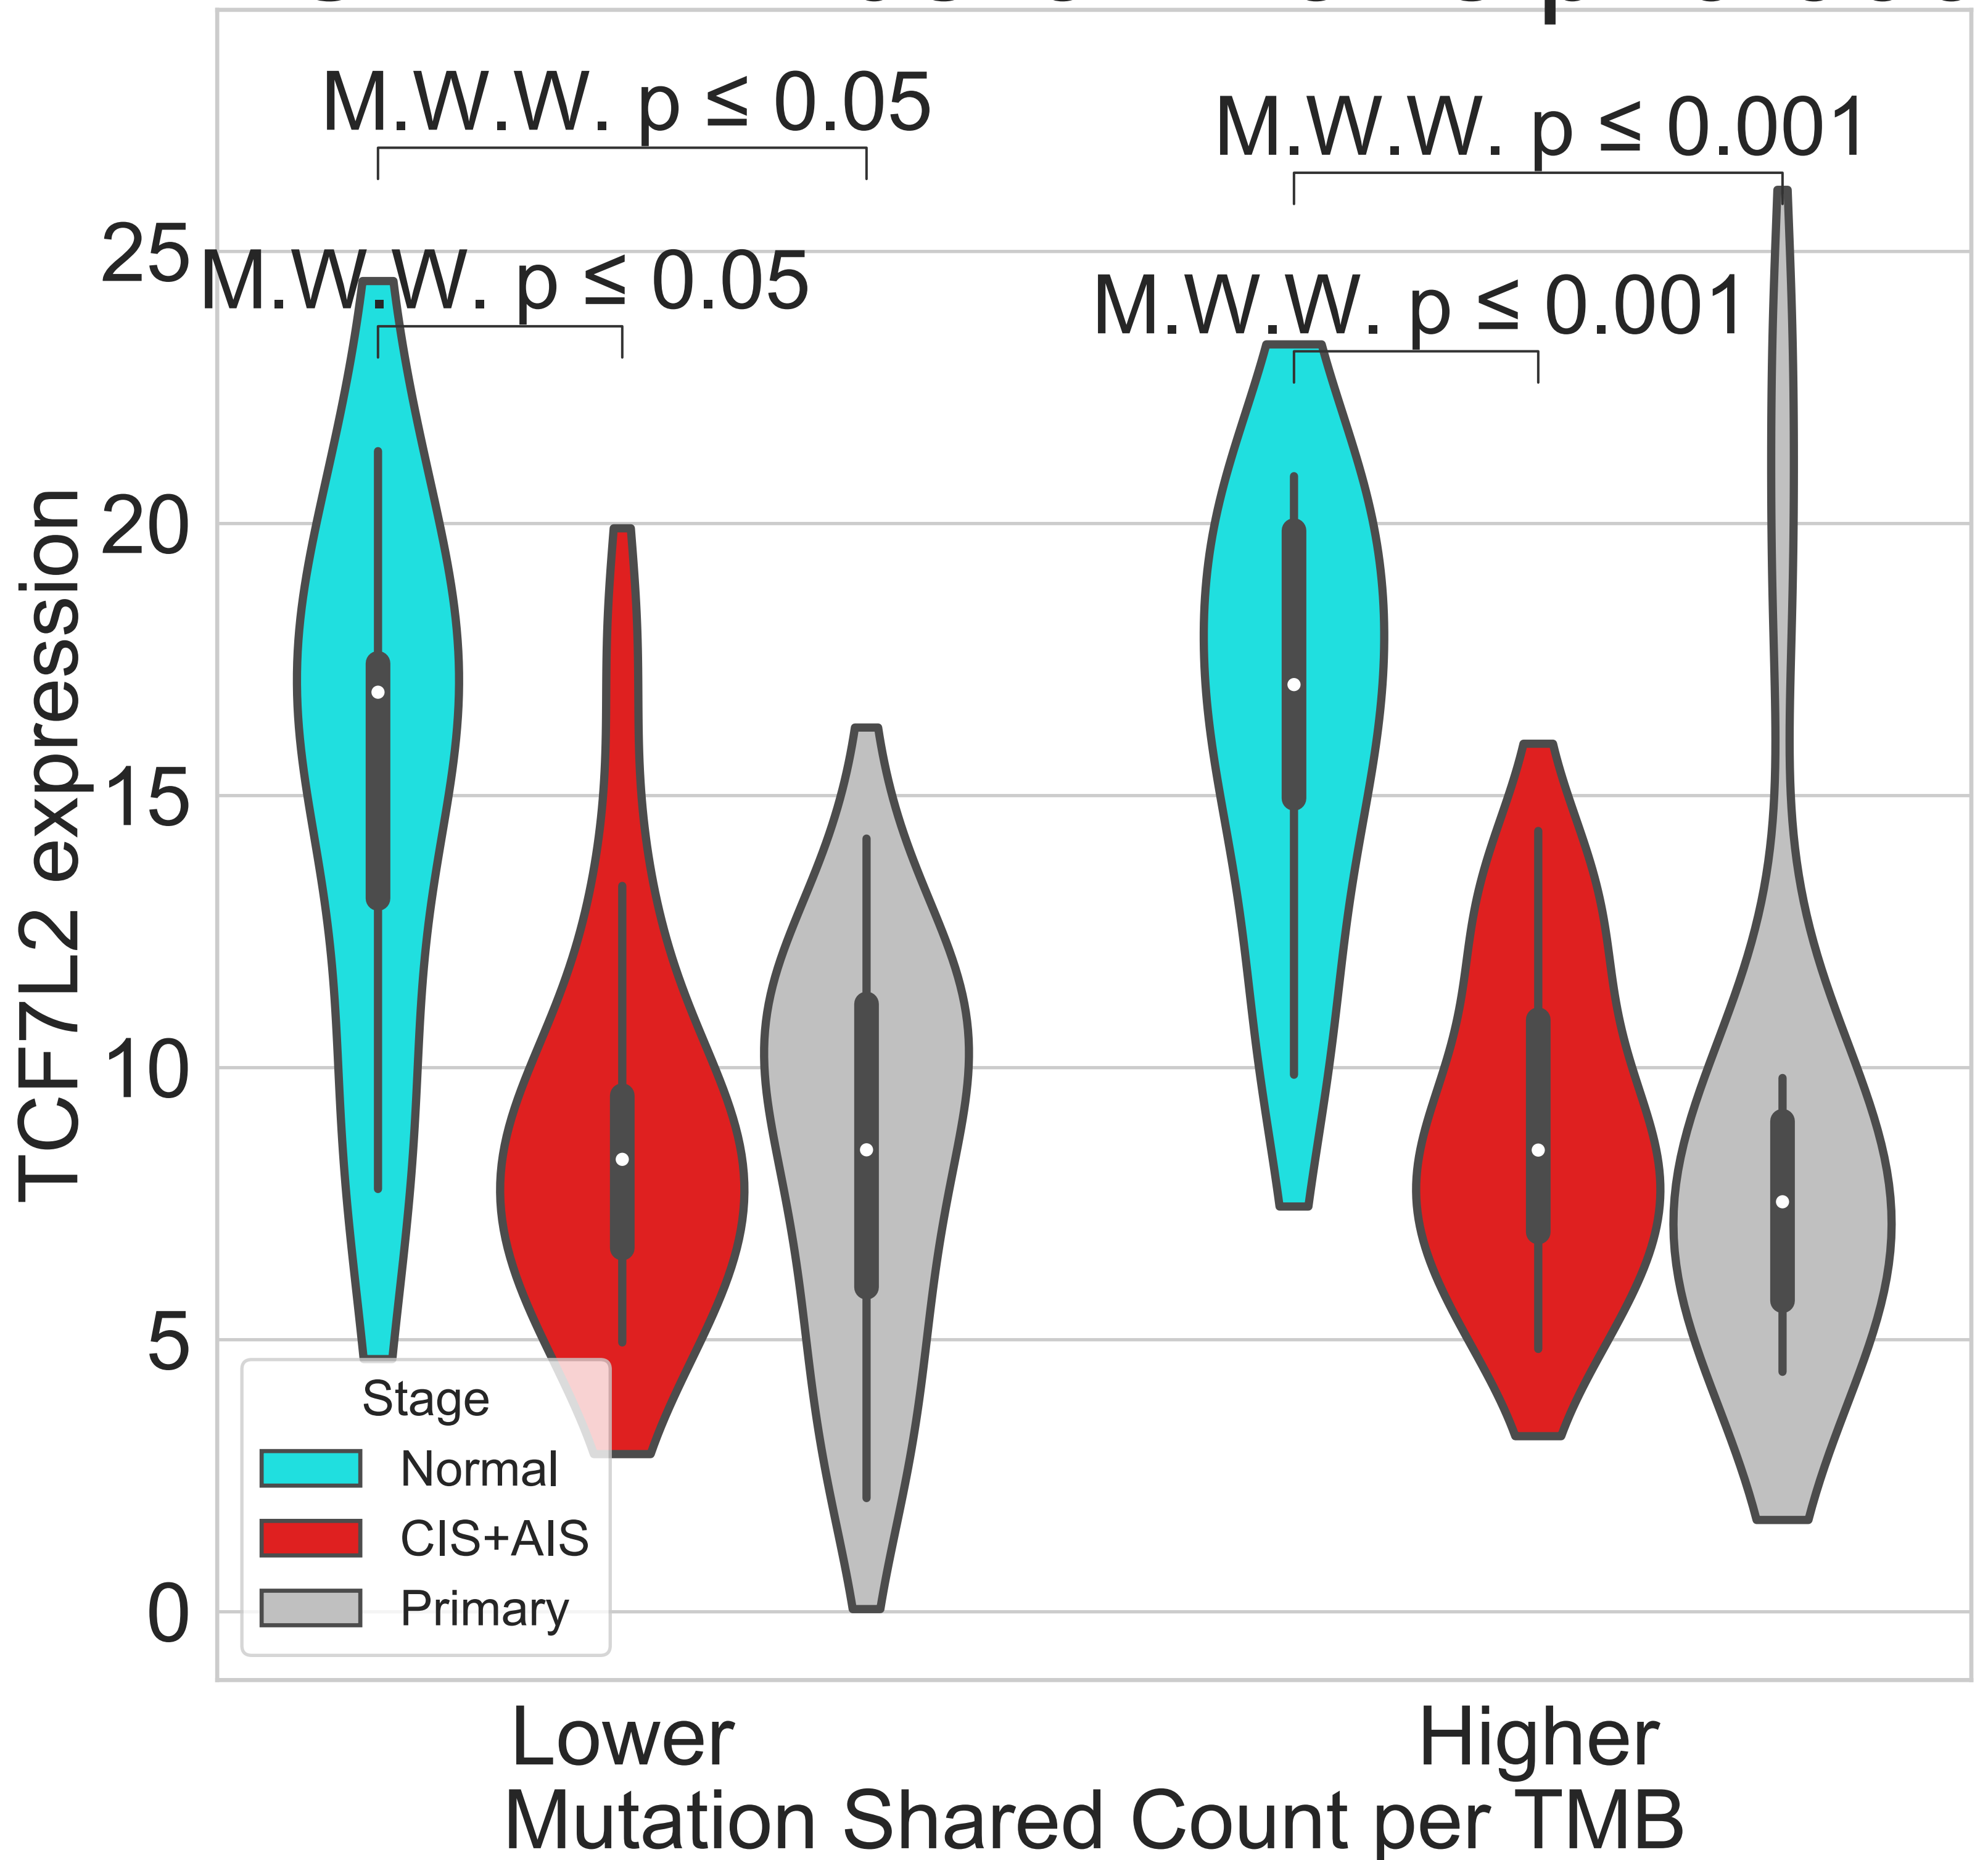 M.W.W. p ≤ 0.05
M.W.W. p ≤ 0.001
M.W.W. p ≤ 0.05
M.W.W. p ≤ 0.001
25
20
15
10
5
0
TCF7L2 expression
Stage
Normal
CIS+AIS
Primary
Lower
Higher
Mutation Shared Count per TMB